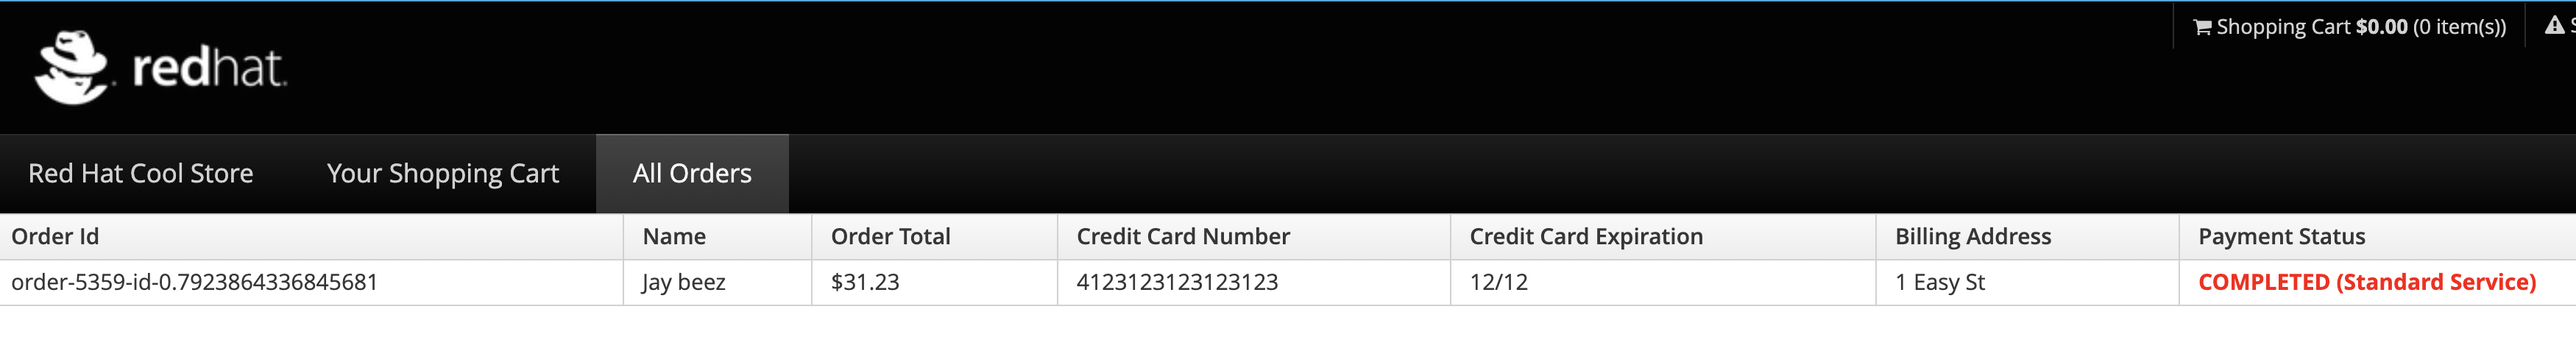 Shopping Cart $0.00 (0 item(s))
redhat.
Red Hat Cool Store Your Shopping Cart All Orders
Order Id Name Order Total Credit Card Number Credit Card Expiration Billing Address Payment Status
order-5359-id-0.7923864336845681 Jay beez $31.23 4123123123123123 12/12 1 Easy St COMPLETED (Standard Service)